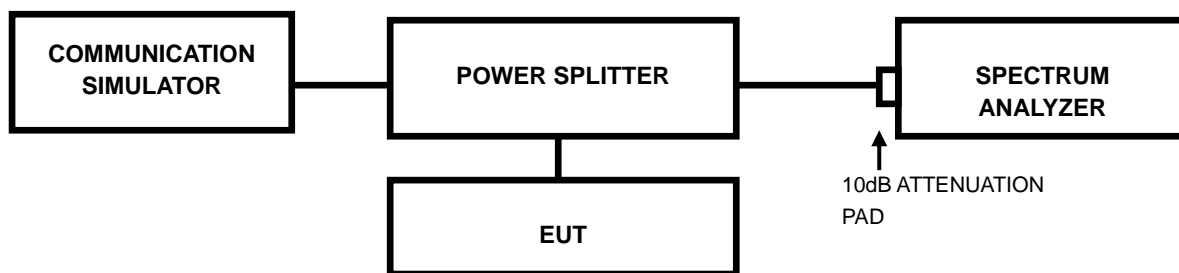 COMMUNICATION
SIMULATOR
POWER SPLITTER
SPECTRUM
ANALYZER
10dB ATTENUATION
PAD
EUT